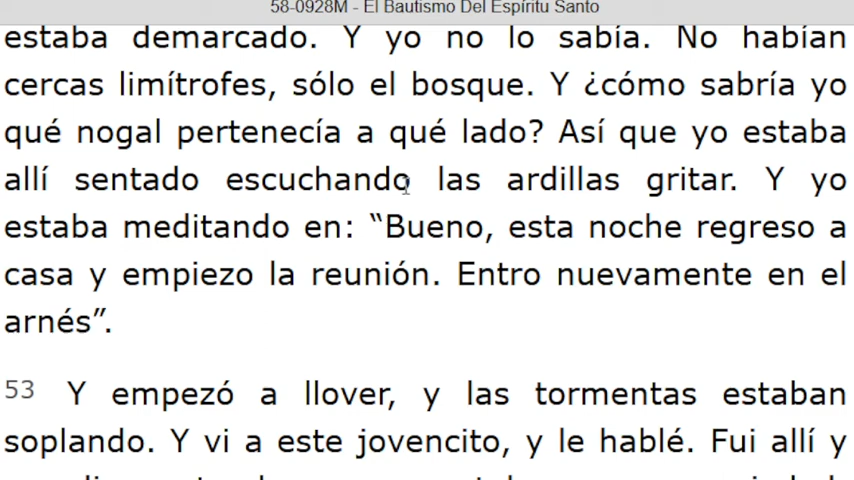 58-0928M - El Bautismo Del Espíritu Santo
estaba demarcado. Y yo no lo sabía. No habían
cercas limítrofes, sólo el bosque. Y ¿cómo sabría yo
qué nogal pertenecía a qué lado? Así que yo estaba
allí sentado escuchando las ardillas gritar. Y yo
estaba meditando en: “Bueno, esta noche regreso a
casa y empiezo la reunión. Entro nuevamente en el
arnés”.
53 Y empezó a llover, y las tormentas estaban
soplando. Y vi a este jovencito, y le hablé. Fui allí y